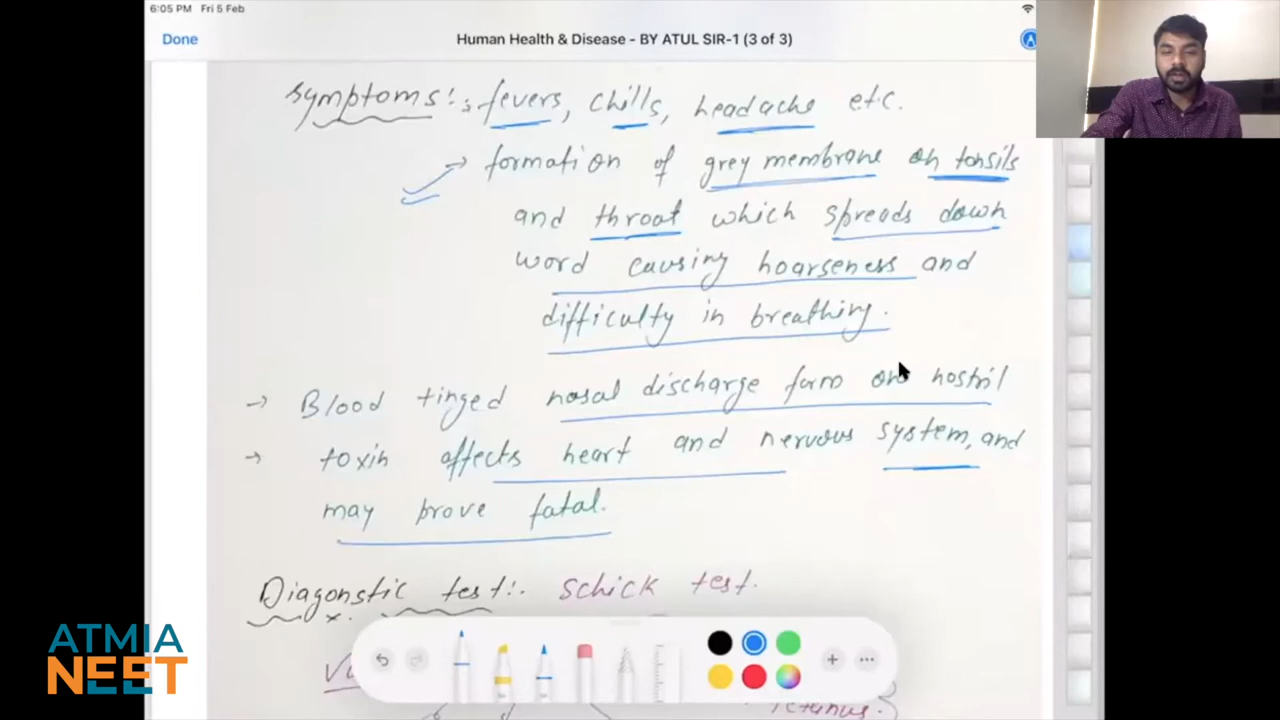 6:05 PM Fri 5 Feb
Done
Human Health & Disease - BY ATUL SIR-1 (3 of 3)
Symptoms:- fevers, chills, headache etc.
→ formation of grey membrane on tonsils
and throat which spreads down
word causing hoarseness and
difficulty in breathing.
→ Blood tinged nasal discharge form one nostril
→ toxin affects heart and nervous system, and
may prove fatal.
Diagonstic test:- Schick test.
Tetanus.
ATMIA
NEET